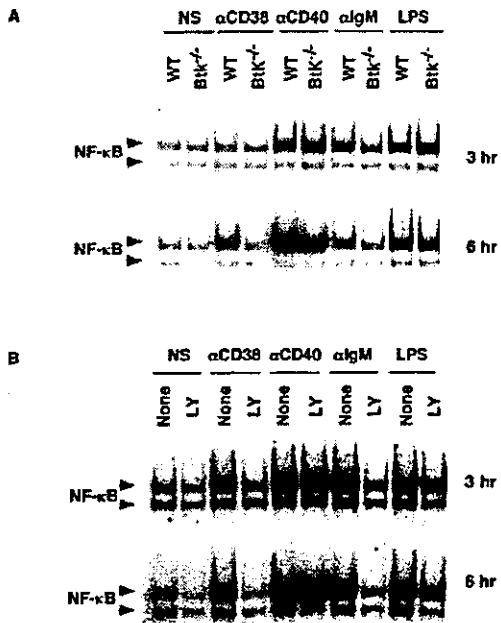 A
NS αCD38 αCD40 αIgM LPS
WT Btk-/- WT BtK-/- WT BtK-/- WT Btk-/- WT Btk-/-
NF-κB 3 hr
NF-κB 6 hr
B
NS αCD38 αCD40 αIgM LPS
None LY None LY None LY None LY None LY
NF-κB 3 hr
NF-κB 6 hr